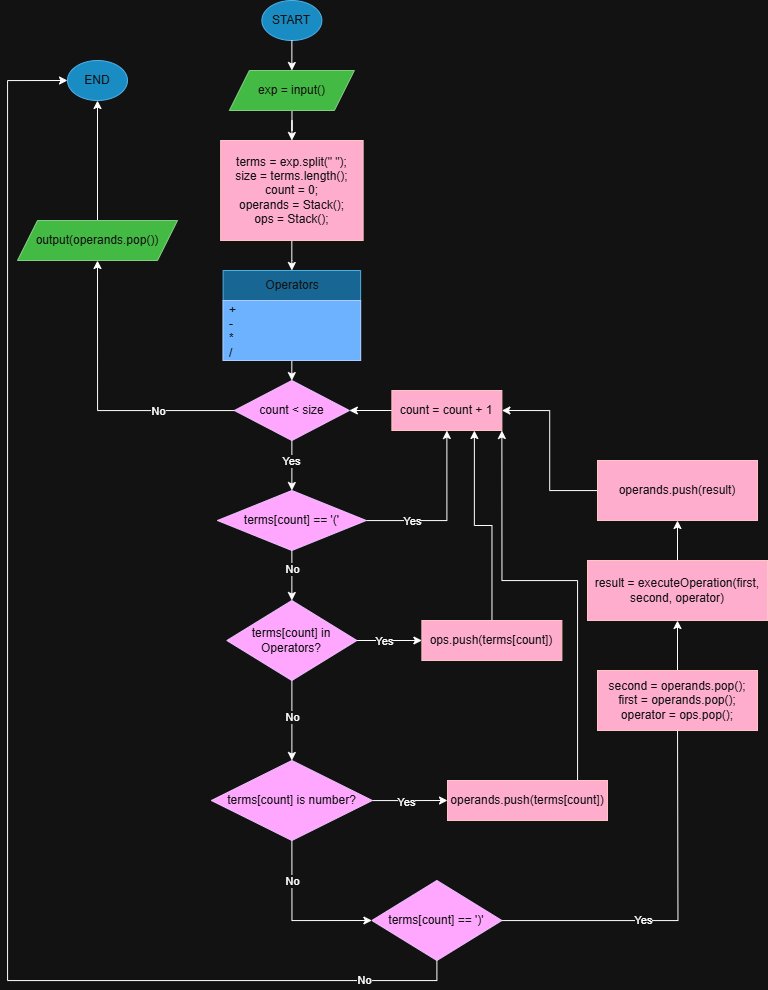 START
END
exp = input()
terms = exp.split(" ");
size = terms.length();
count = 0;
operands = Stack();
ops = Stack();
output(operands.pop())
Operators
+
-
*
/
count < size
count = count + 1
No
Yes
operands.push(result)
terms[count] == '('
Yes
No
result = executeOperation(first,
second, operator)
terms[count] in
Operators?
Yes
ops.push(terms[count])
second = operands.pop();
first = operands.pop();
operator = ops.pop();
No
terms[count] is number?
Yes
operands.push(terms[count])
No
terms[count] == ')'
Yes
No